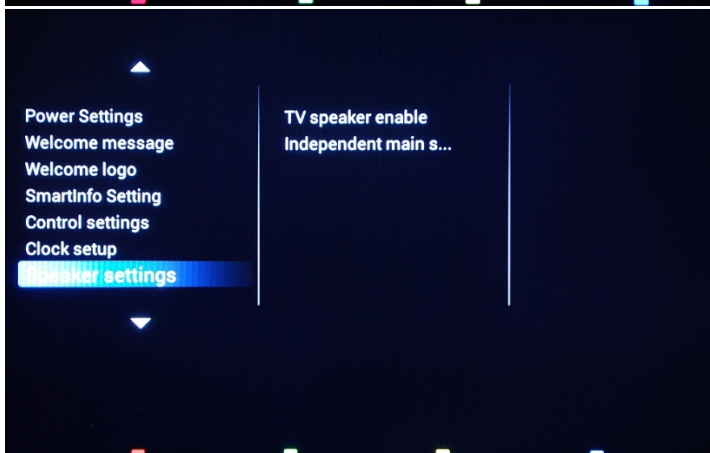 Power Settings
Welcome message
Welcome logo
SmartInfo Setting
Control settings
Clock setup
Speaker settings
TV speaker enable
Independent main s...